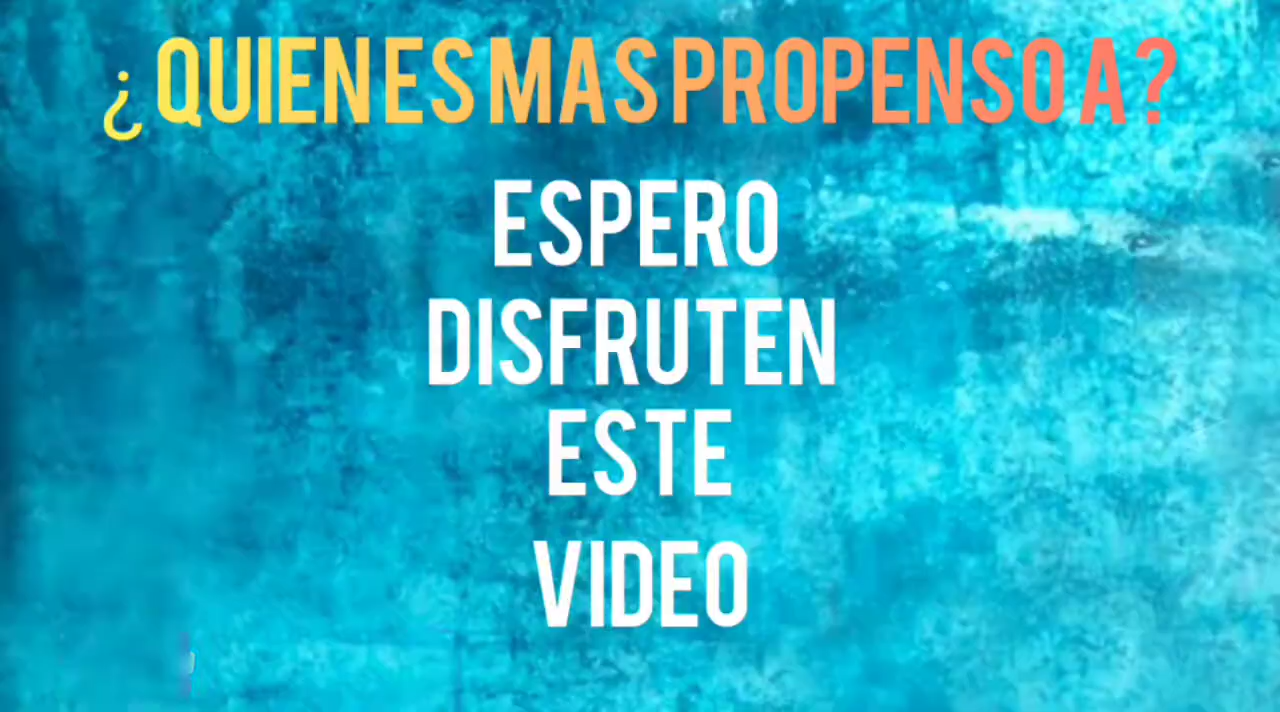 ¿ QUIEN ES MAS PROPENSO A?
ESPERO
DISFRUTEN
ESTE
VIDEO